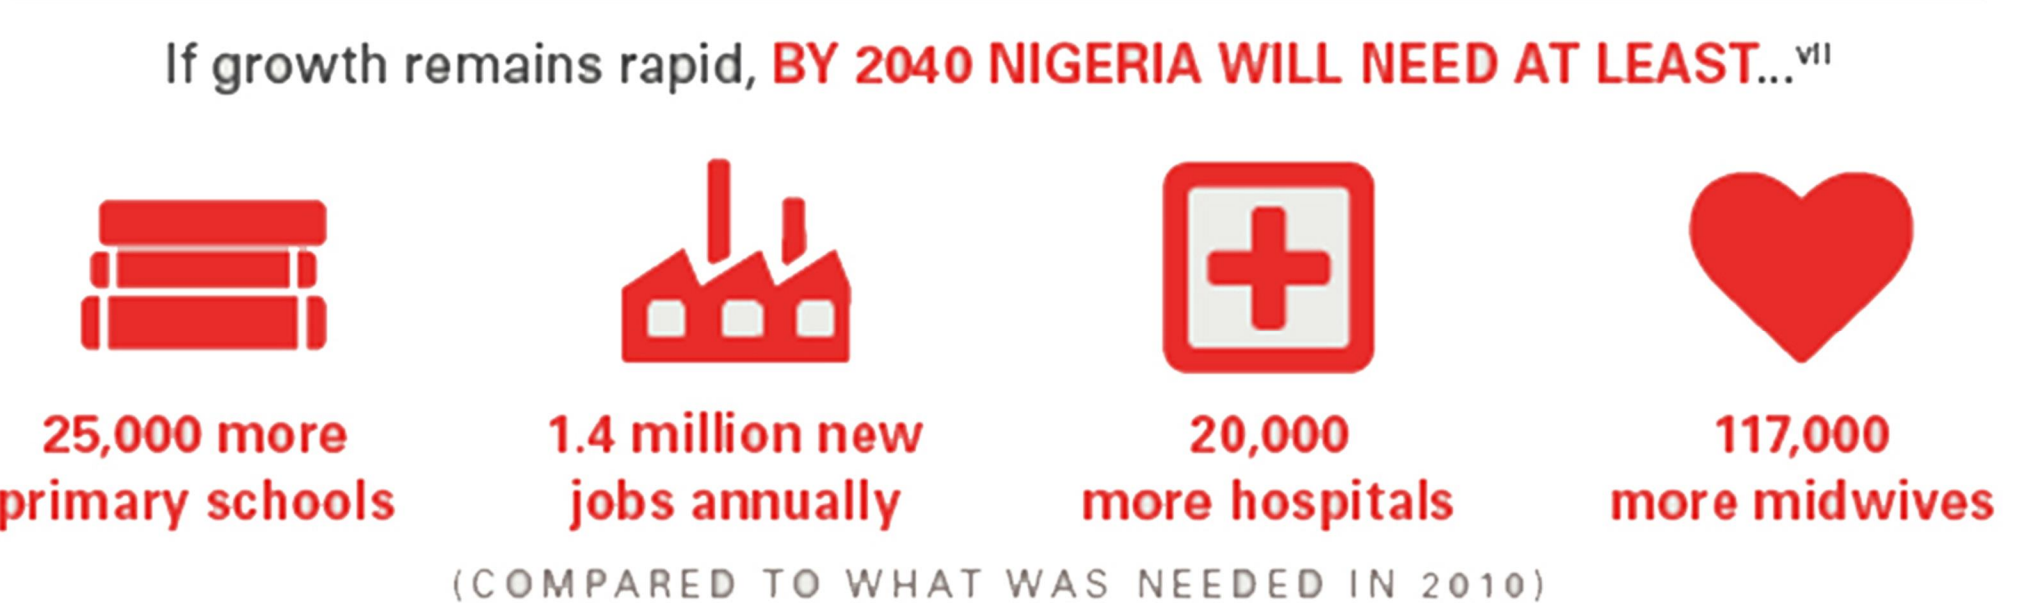 If growth remains rapid, BY 2040 NIGERIA WILL NEED AT LEAST...vii
25,000 more
primary schools
1.4 million new
jobs annually
20,000
more hospitals
117,000
more midwives
(COMPARED TO WHAT WAS NEEDED IN 2010)